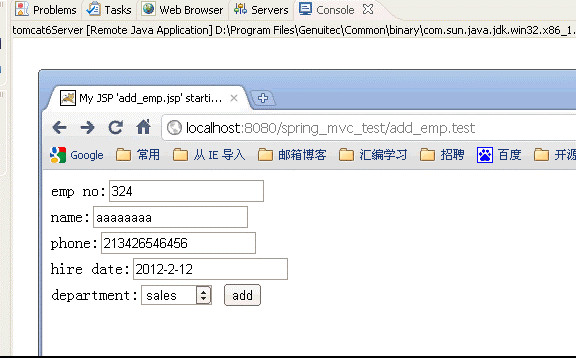 Problems Tasks Web Browser Servers Console
tomcat6Server [Remote Java Application] D:\Program Files\Genuitec\Common\binary\com.sun.java.jdk.win32.x86_1.
My JSP 'add_emp.jsp' starti...
localhost:8080/spring_mvc_test/add_emp.test
Google 常用 从 IE 导入 邮箱博客 汇编学习 招聘 百度 开源
emp no: 324
name: aaaaaaaa
phone: 213426546456
hire date: 2012-2-12
department: sales add